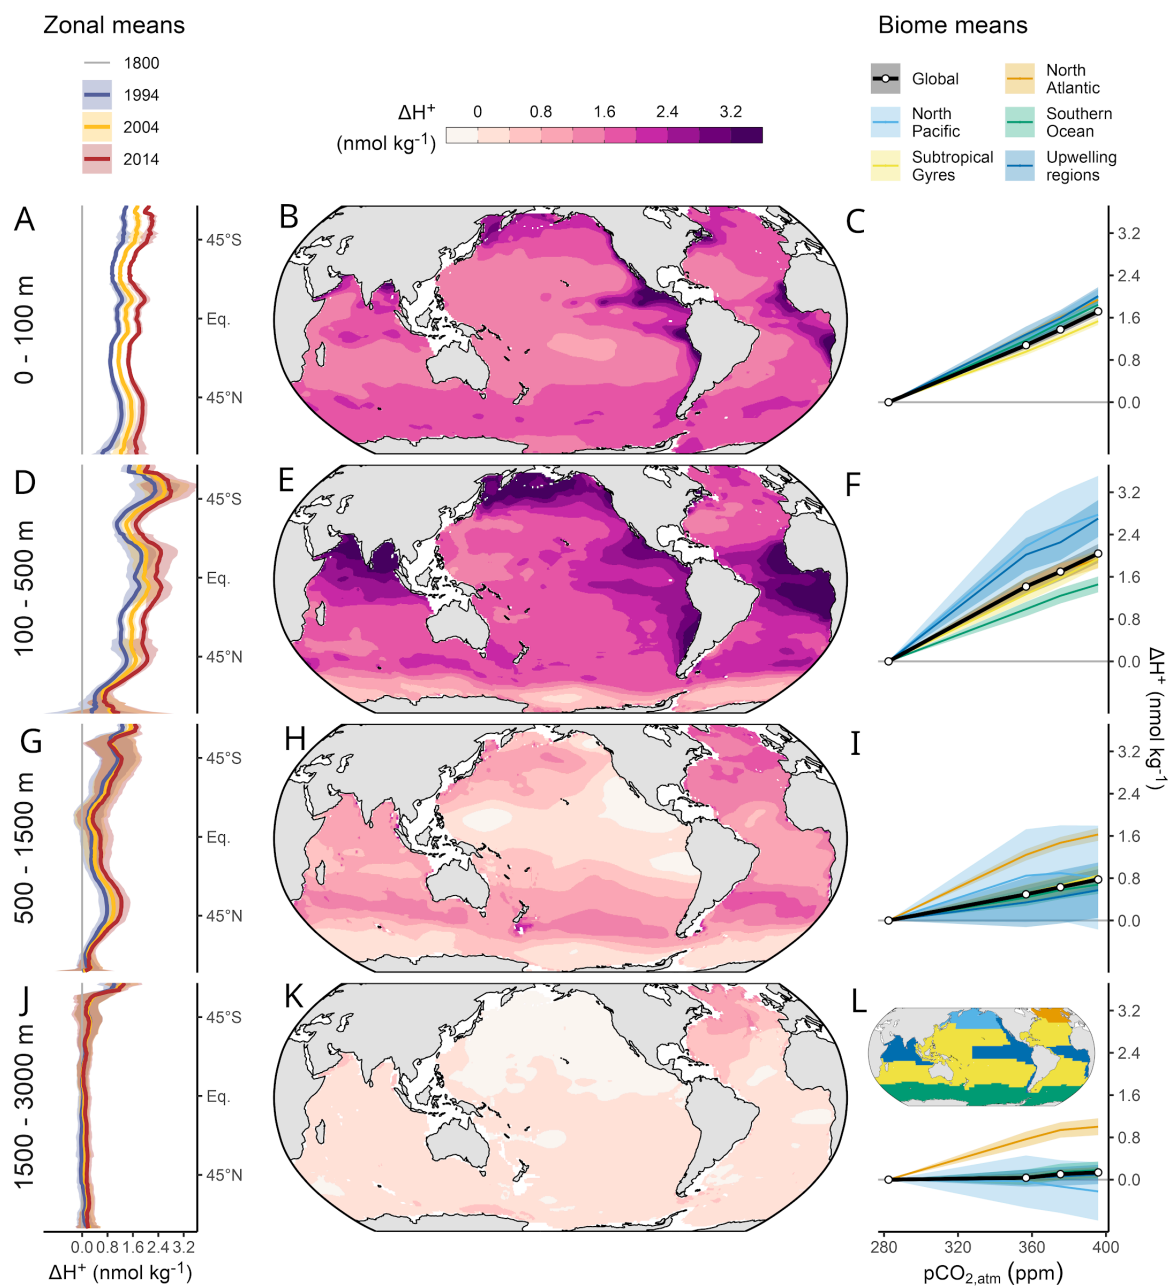 Zonal means
1800
1994
2004
2014
ΔH⁺
(nmol kg⁻¹)
0 0.8 1.6 2.4 3.2
Biome means
Global
North
Atlantic
North
Pacific
Southern
Ocean
Subtropical
Gyres
Upwelling
regions
A
0 - 100 m
45°S
Eq.
45°N
B
C
3.2
2.4
1.6
0.8
0.0
D
100 - 500 m
45°S
Eq.
45°N
E
F
3.2
2.4
1.6
0.8
0.0
G
500 - 1500 m
45°S
Eq.
45°N
H
I
3.2
2.4
1.6
0.8
0.0
J
1500 - 3000 m
45°S
Eq.
45°N
K
L
3.2
2.4
1.6
0.8
0.0
ΔH⁺ (nmol kg⁻¹)
0.0 0.8 1.6 2.4 3.2
ΔH⁺ (nmol kg⁻¹)
280 320 360 400
pCO₂,atm (ppm)